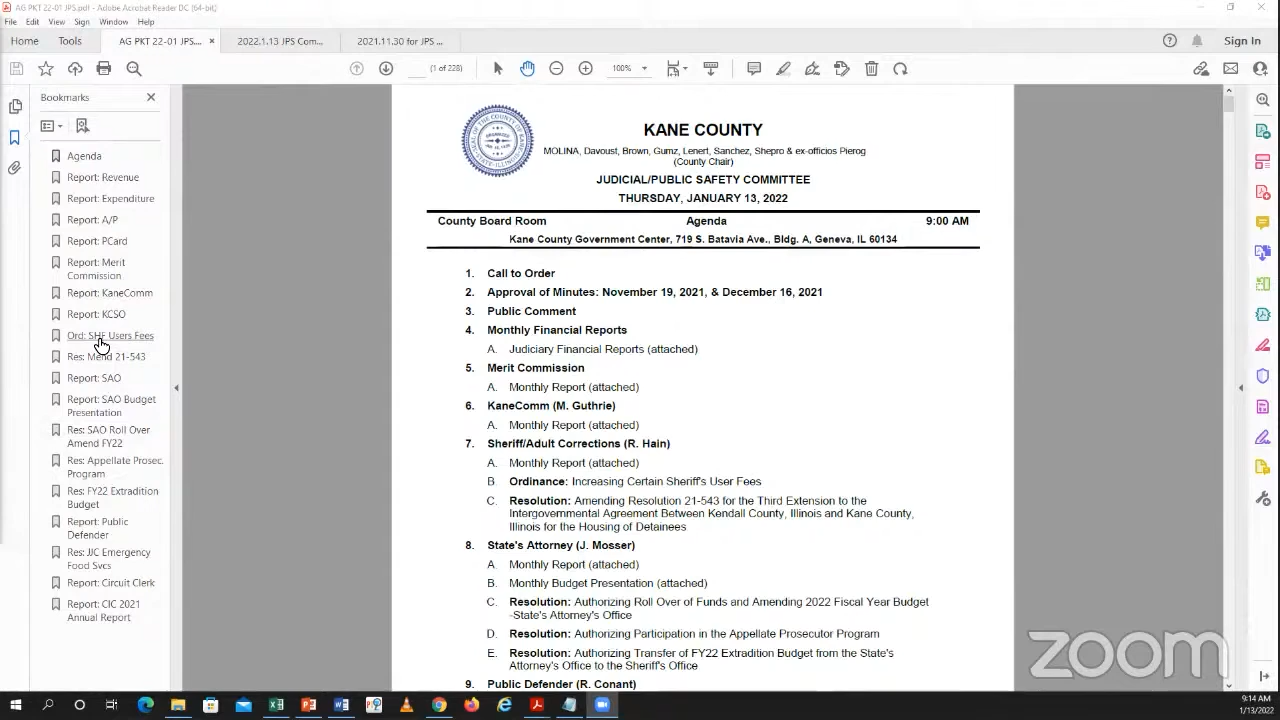 AG PKT 22-01 JPS.pdf - Adobe Acrobat Reader DC (64-bit)
File Edit View Sign Window Help
Home Tools AG PKT 22-01 JPS... × 2022.1.13 JPS Com... 2021.11.30 for JPS ... Sign In
(1 of 228) 100%
Bookmarks
Agenda
Report: Revenue
Report: Expenditure
Report: A/P
Report: PCard
Report: Merit
Commission
Report: KaneComm
Report: KCSO
Ord: SHF Users Fees
Res: Mend 21-543
Report: SAO
Report: SAO Budget
Presentation
Res: SAO Roll Over
Amend FY22
Res: Appellate Prosec.
Program
Res: FY22 Extradition
Budget
Report: Public
Defender
Res: JJC Emergency
Food Svcs
Report: Circuit Clerk
Report: CIC 2021
Annual Report
KANE COUNTY
MOLINA, Davoust, Brown, Gumz, Lenert, Sanchez, Shepro & ex-officios Pierog
(County Chair)
JUDICIAL/PUBLIC SAFETY COMMITTEE
THURSDAY, JANUARY 13, 2022
County Board Room Agenda 9:00 AM
Kane County Government Center, 719 S. Batavia Ave., Bldg. A, Geneva, IL 60134
1. Call to Order
2. Approval of Minutes: November 19, 2021, & December 16, 2021
3. Public Comment
4. Monthly Financial Reports
A. Judiciary Financial Reports (attached)
5. Merit Commission
A. Monthly Report (attached)
6. KaneComm (M. Guthrie)
A. Monthly Report (attached)
7. Sheriff/Adult Corrections (R. Hain)
A. Monthly Report (attached)
B. Ordinance: Increasing Certain Sheriff's User Fees
C. Resolution: Amending Resolution 21-543 for the Third Extension to the
Intergovernmental Agreement Between Kendall County, Illinois and Kane County,
Illinois for the Housing of Detainees
8. State's Attorney (J. Mosser)
A. Monthly Report (attached)
B. Monthly Budget Presentation (attached)
C. Resolution: Authorizing Roll Over of Funds and Amending 2022 Fiscal Year Budget
-State's Attorney's Office
D. Resolution: Authorizing Participation in the Appellate Prosecutor Program
E. Resolution: Authorizing Transfer of FY22 Extradition Budget from the State's
Attorney's Office to the Sheriff's Office
9. Public Defender (R. Conant)
zoom
9:14 AM
1/13/2022